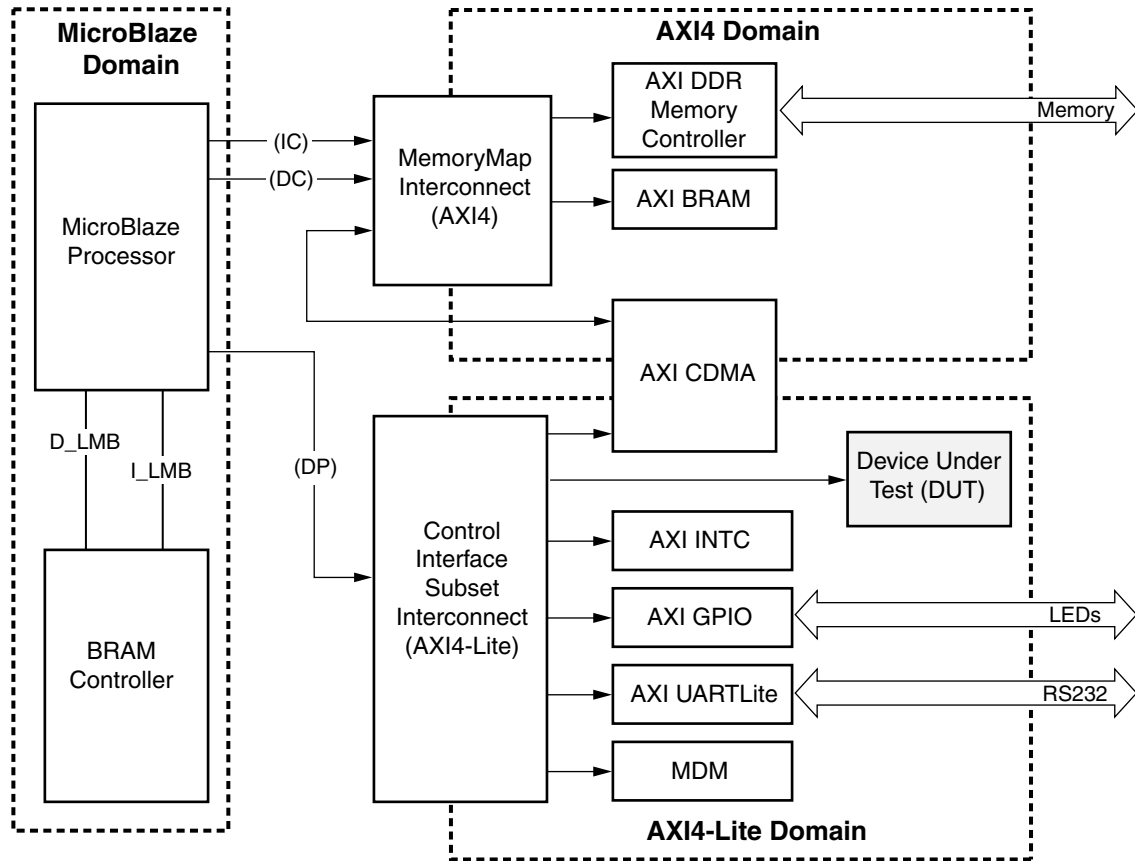 MicroBlaze
Domain
MicroBlaze
Processor
D_LMB
I_LMB
BRAM
Controller
(IC)
(DC)
(DP)
MemoryMap
Interconnect
(AXI4)
AXI4 Domain
AXI DDR
Memory
Controller
Memory
AXI BRAM
AXI CDMA
Control
Interface
Subset
Interconnect
(AXI4-Lite)
Device Under
Test (DUT)
AXI INTC
AXI GPIO
LEDs
AXI UARTLite
RS232
MDM
AXI4-Lite Domain